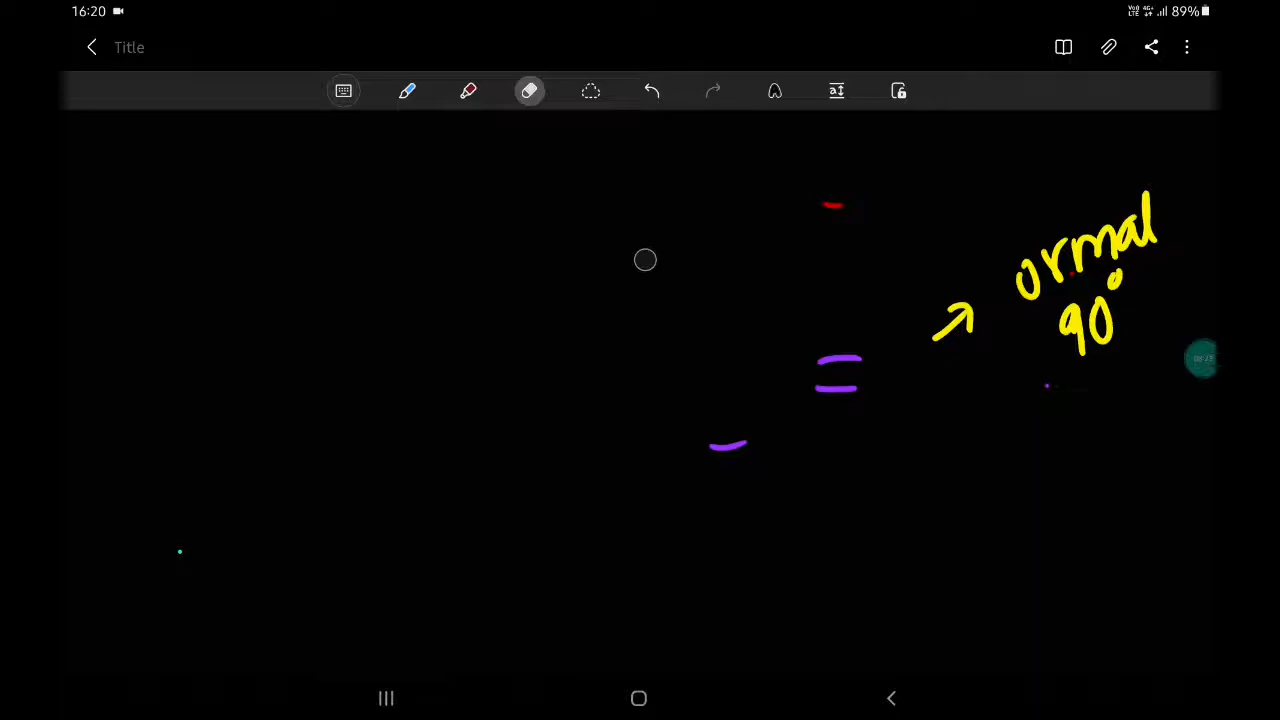 16:20
89%
Title
ormal
90°
=